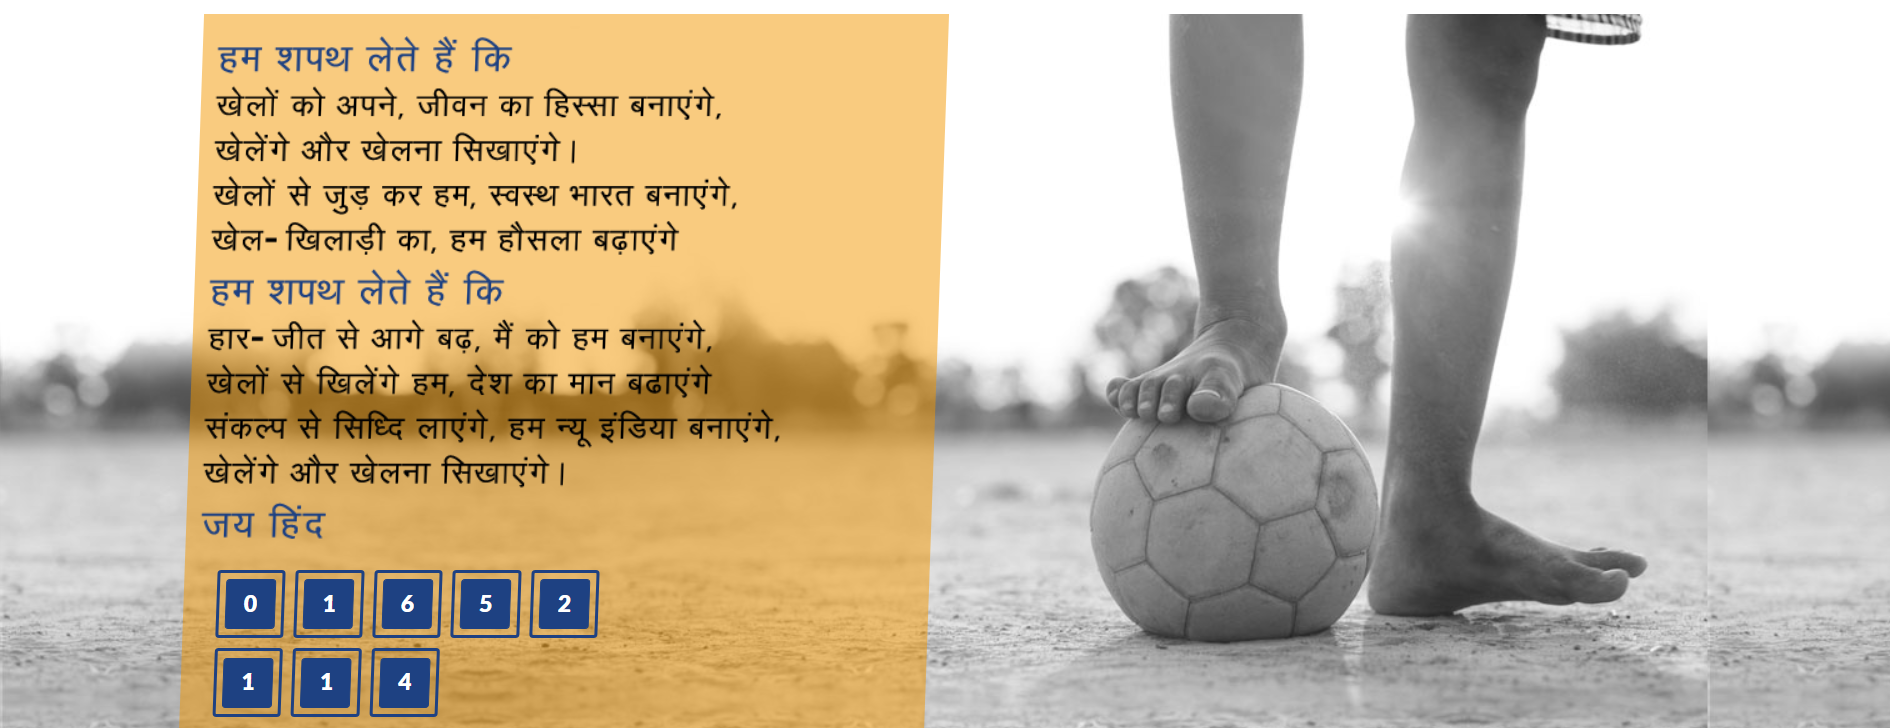 हम शपथ लेते हैं कि
खेलों को अपने, जीवन का हिस्सा बनाएंगे,
खेलेंगे और खेलना सिखाएंगे।
खेलों से जुड़ कर हम, स्वस्थ भारत बनाएंगे,
खेल- खिलाड़ी का, हम हौसला बढ़ाएंगे
हम शपथ लेते हैं कि
हार- जीत से आगे बढ़, मैं को हम बनाएंगे,
खेलों से खिलेंगे हम, देश का मान बढाएंगे
संकल्प से सिध्दि लाएंगे, हम न्यू इंडिया बनाएंगे,
खेलेंगे और खेलना सिखाएंगे।
जय हिंद
0 1 6 5 2
1 1 4